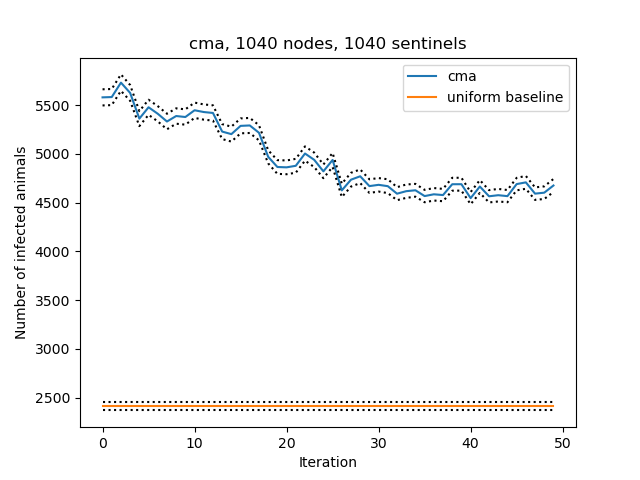 cma, 1040 nodes, 1040 sentinels
cma
uniform baseline
Number of infected animals
5500
5000
4500
4000
3500
3000
2500
0 10 20 30 40 50
Iteration